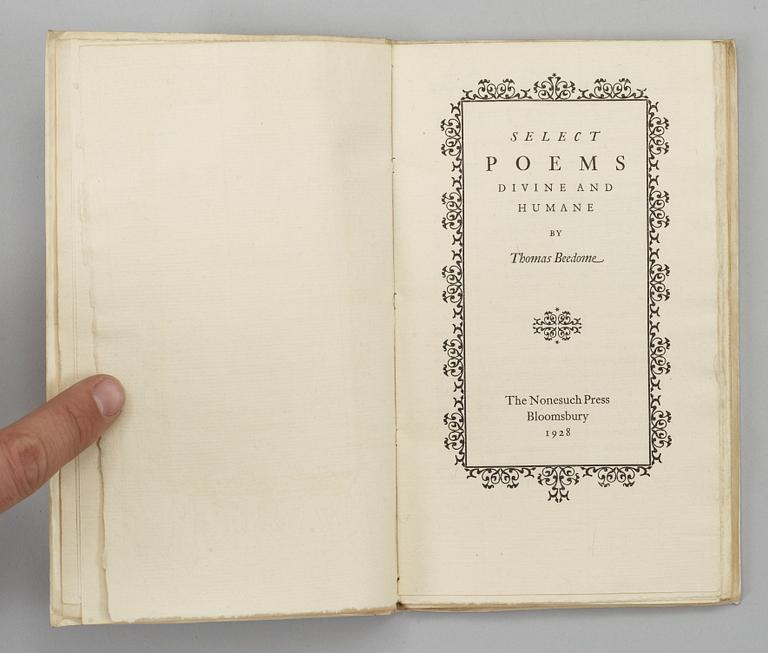 SELECT
POEMS
DIVINE AND
HUMANE
BY
Thomas Beedome
The Nonesuch Press
Bloomsbury
1928